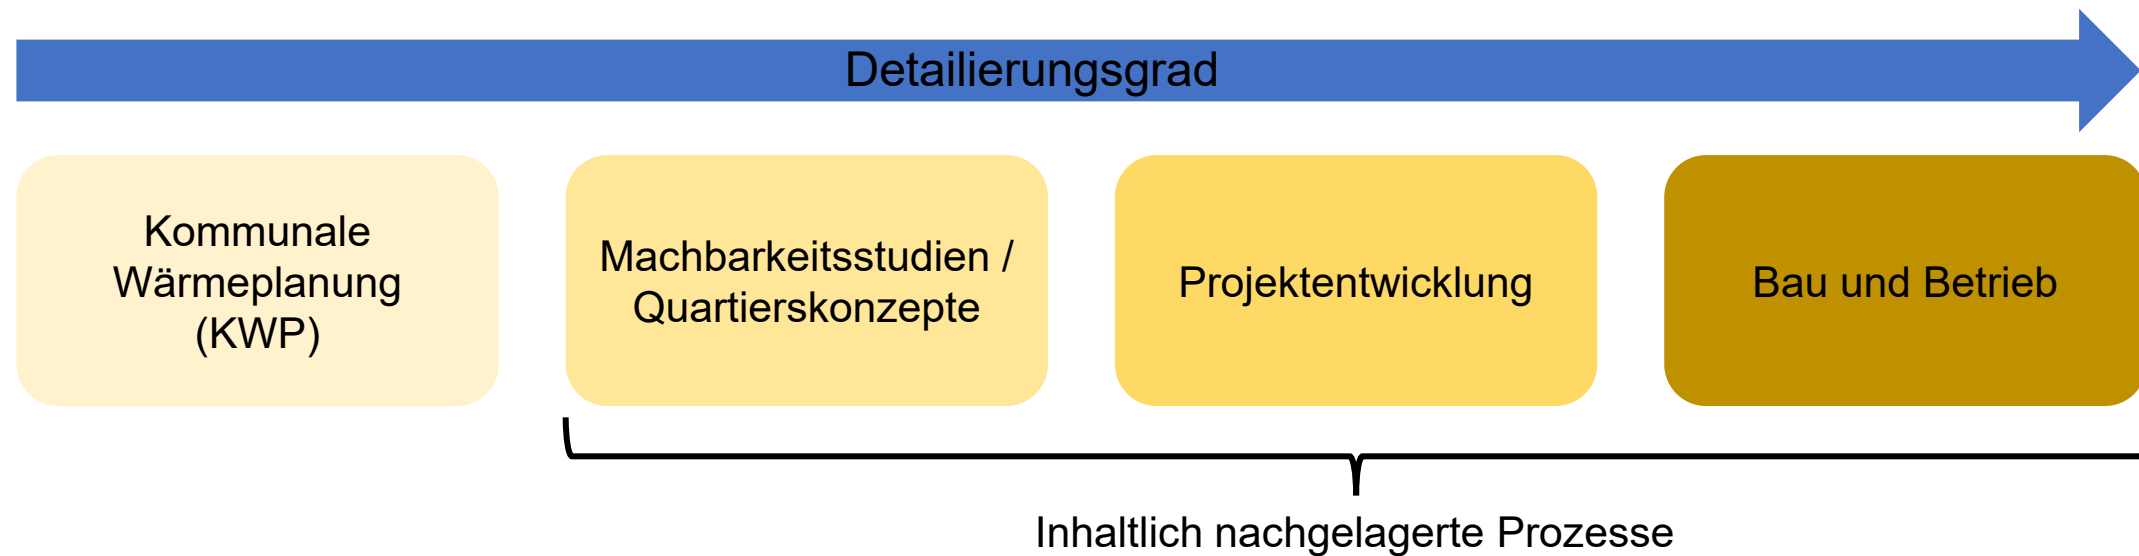 Detailierungsgrad
Kommunale
Wärmeplanung
(KWP)
Machbarkeitsstudien /
Quartierskonzepte
Projektentwicklung
Bau und Betrieb
Inhaltlich nachgelagerte Prozesse